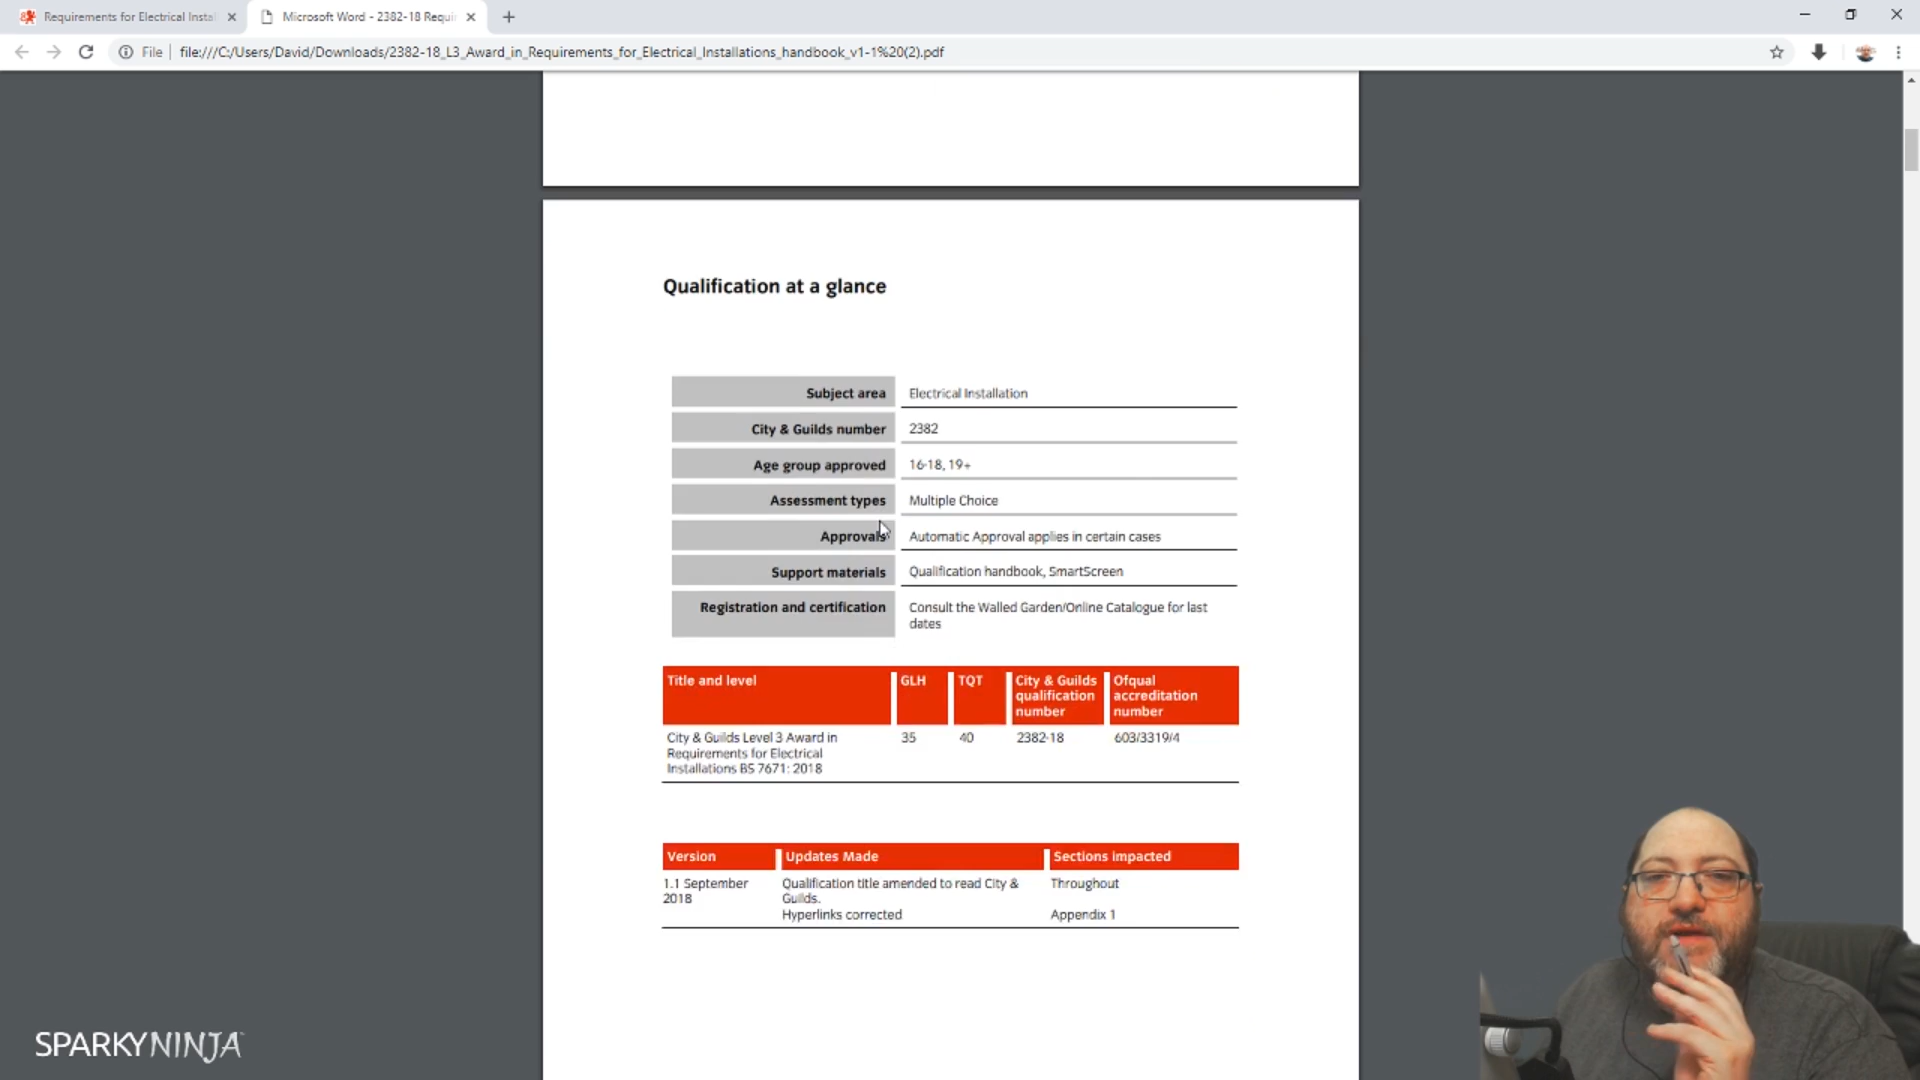 Requirements for Electrical Instal
Microsoft Word - 2382-18 Requi
File
file:///C:/Users/David/Downloads/2382-18_L3_Award_in_Requirements_for_Electrical_Installations_handbook_v1-1%20(2).pdf
Qualification at a glance
Subject area Electrical Installation
City & Guilds number 2382
Age group approved 16-18, 19+
Assessment types Multiple Choice
Approvals Automatic Approval applies in certain cases
Support materials Qualification handbook, SmartScreen
Registration and certification Consult the Walled Garden/Online Catalogue for last
dates
Title and level GLH TQT City & Guilds Ofqual
qualification accreditation
number number
City & Guilds Level 3 Award in 35 40 2382-18 603/3319/4
Requirements for Electrical
Installations BS 7671: 2018
Version Updates Made Sections impacted
1.1 September Qualification title amended to read City & Throughout
2018 Guilds.
Hyperlinks corrected Appendix 1
SPARKYNINJA